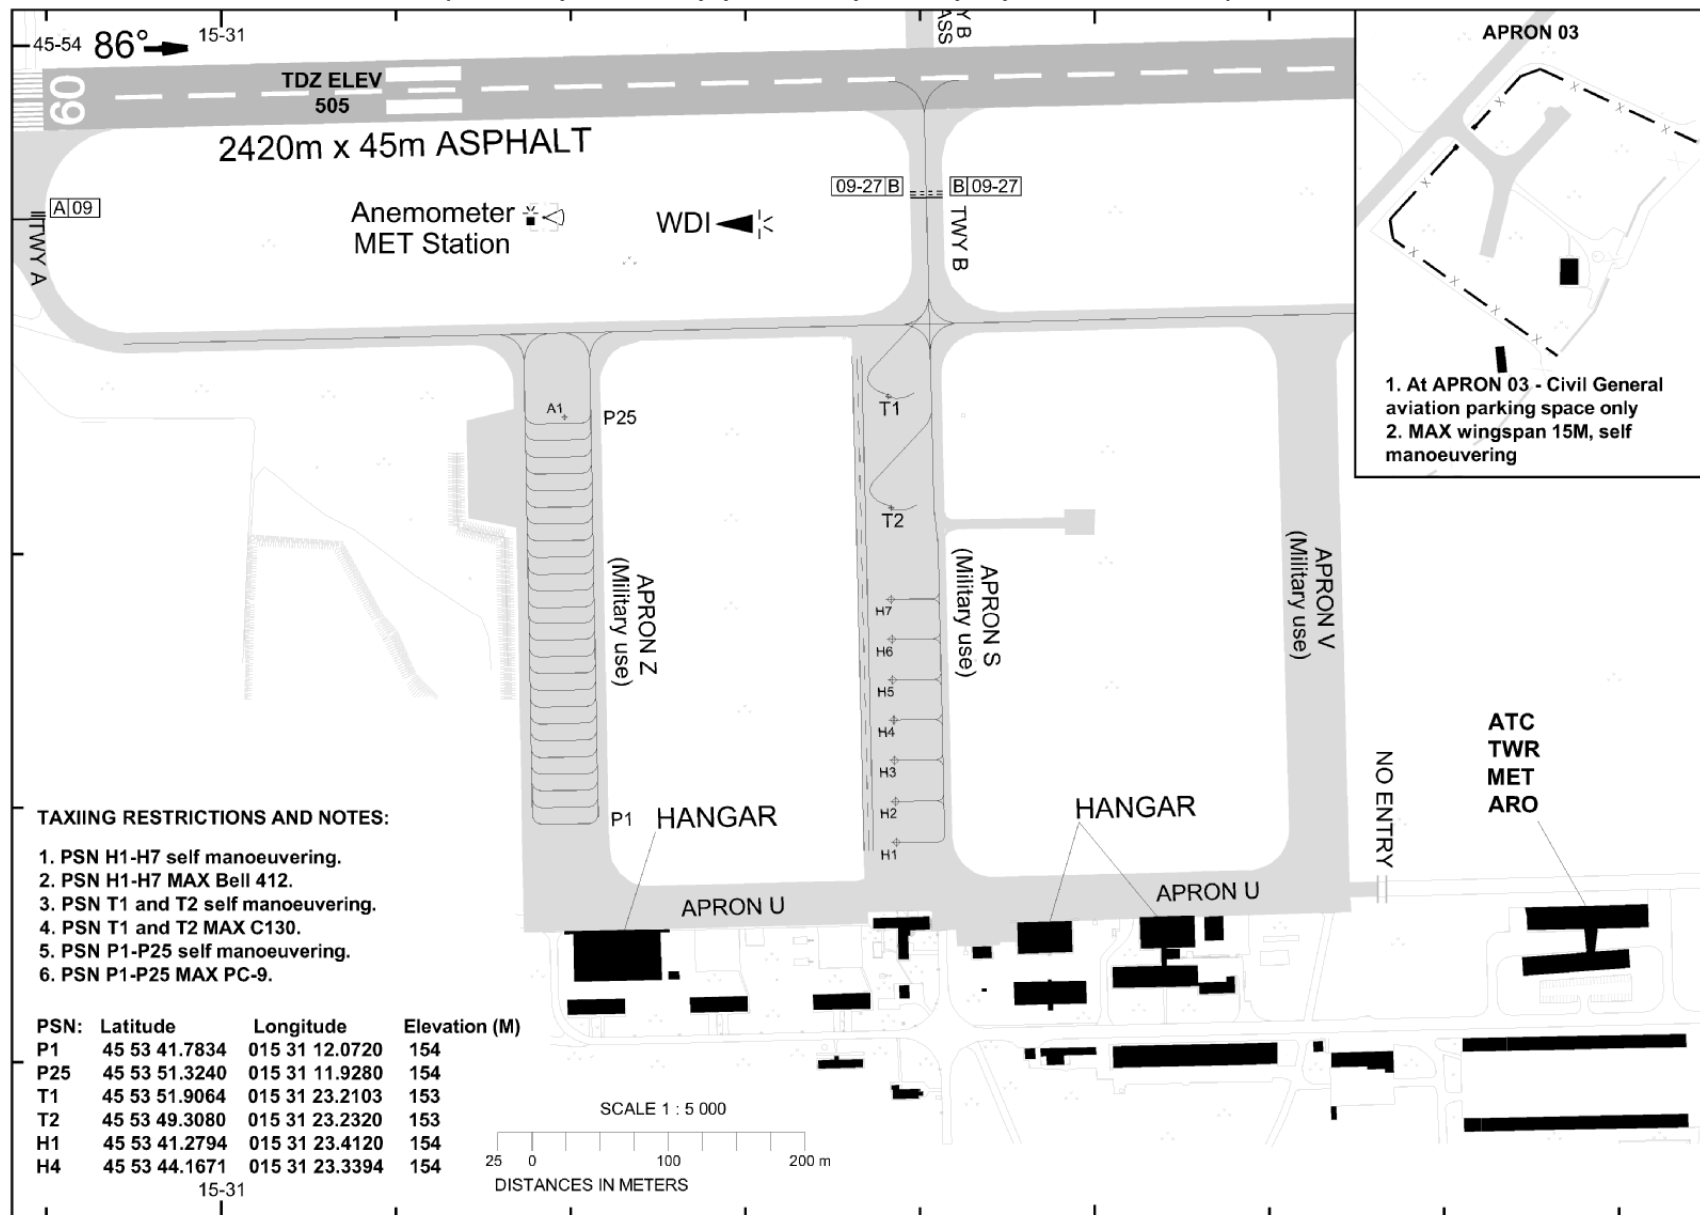 45-54
86°
15-31
Y B
ASS
APRON 03
09
TDZ ELEV
505
2420m x 45m ASPHALT
A 09
09-27 B
B 09-27
Anemometer
MET Station
WDI
TWY A
TWY B
1. At APRON 03 - Civil General
aviation parking space only
2. MAX wingspan 15M, self
manoeuvering
A1
P25
T1
T2
APRON Z
(Military use)
H7
H6
H5
H4
H3
H2
H1
APRON S
(Military use)
APRON V
(Military use)
ATC
TWR
MET
ARO
NO ENTRY
P1
HANGAR
HANGAR
APRON U
APRON U
TAXIING RESTRICTIONS AND NOTES:
1. PSN H1-H7 self manoeuvering.
2. PSN H1-H7 MAX Bell 412.
3. PSN T1 and T2 self manoeuvering.
4. PSN T1 and T2 MAX C130.
5. PSN P1-P25 self manoeuvering.
6. PSN P1-P25 MAX PC-9.
PSN: Latitude Longitude Elevation (M)
P1 45 53 41.7834 015 31 12.0720 154
P25 45 53 51.3240 015 31 11.9280 154
T1 45 53 51.9064 015 31 23.2103 153
T2 45 53 49.3080 015 31 23.2320 153
H1 45 53 41.2794 015 31 23.4120 154
H4 45 53 44.1671 015 31 23.3394 154
15-31
SCALE 1 : 5 000
25 0 100 200 m
DISTANCES IN METERS